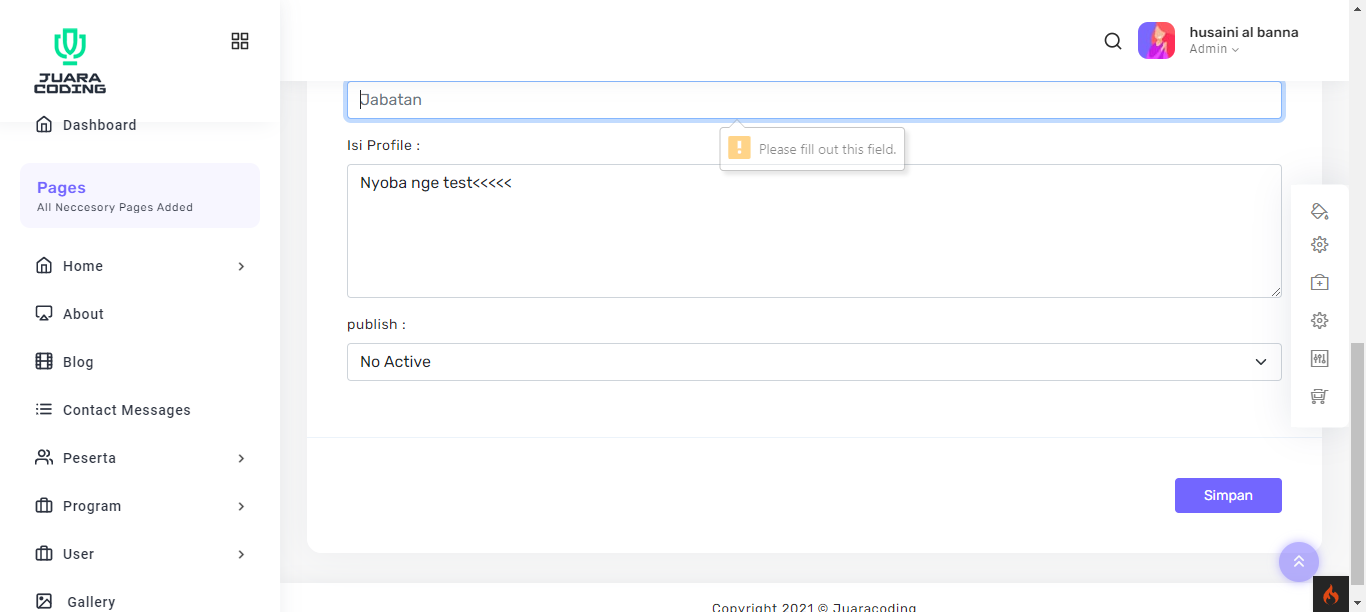 JUARA
CODING
husaini al banna
Admin
Dashboard
Pages
All Neccesory Pages Added
Home
About
Blog
Contact Messages
Peserta
Program
User
Gallery
Jabatan
Please fill out this field.
Isi Profile :
Nyoba nge test<<<<<
publish :
No Active
Simpan
Copyright 2021 © Juaracoding